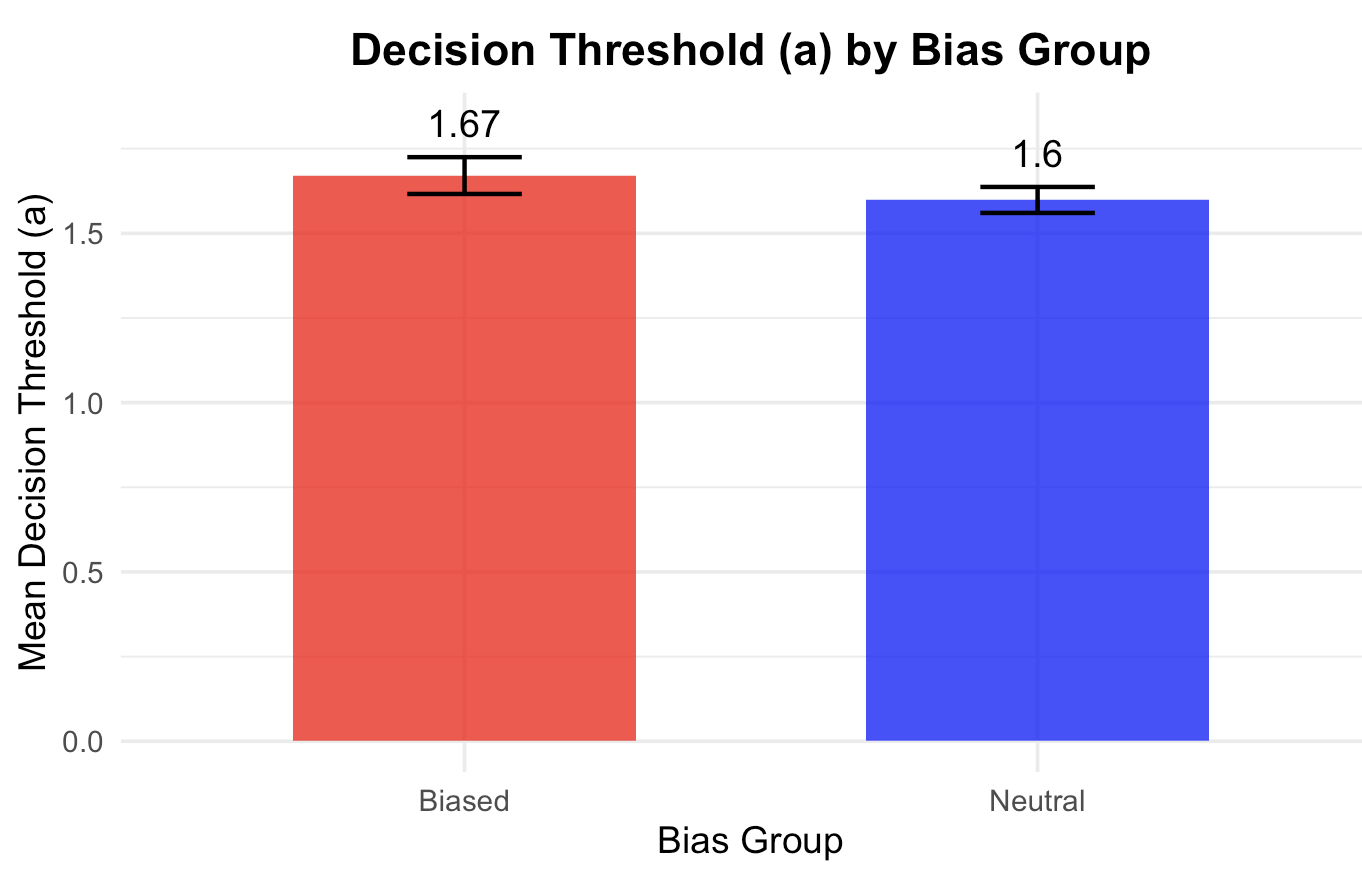 Decision Threshold (a) by Bias Group
1.67
1.6
Mean Decision Threshold (a)
1.5
1.0
0.5
0.0
Biased
Neutral
Bias Group